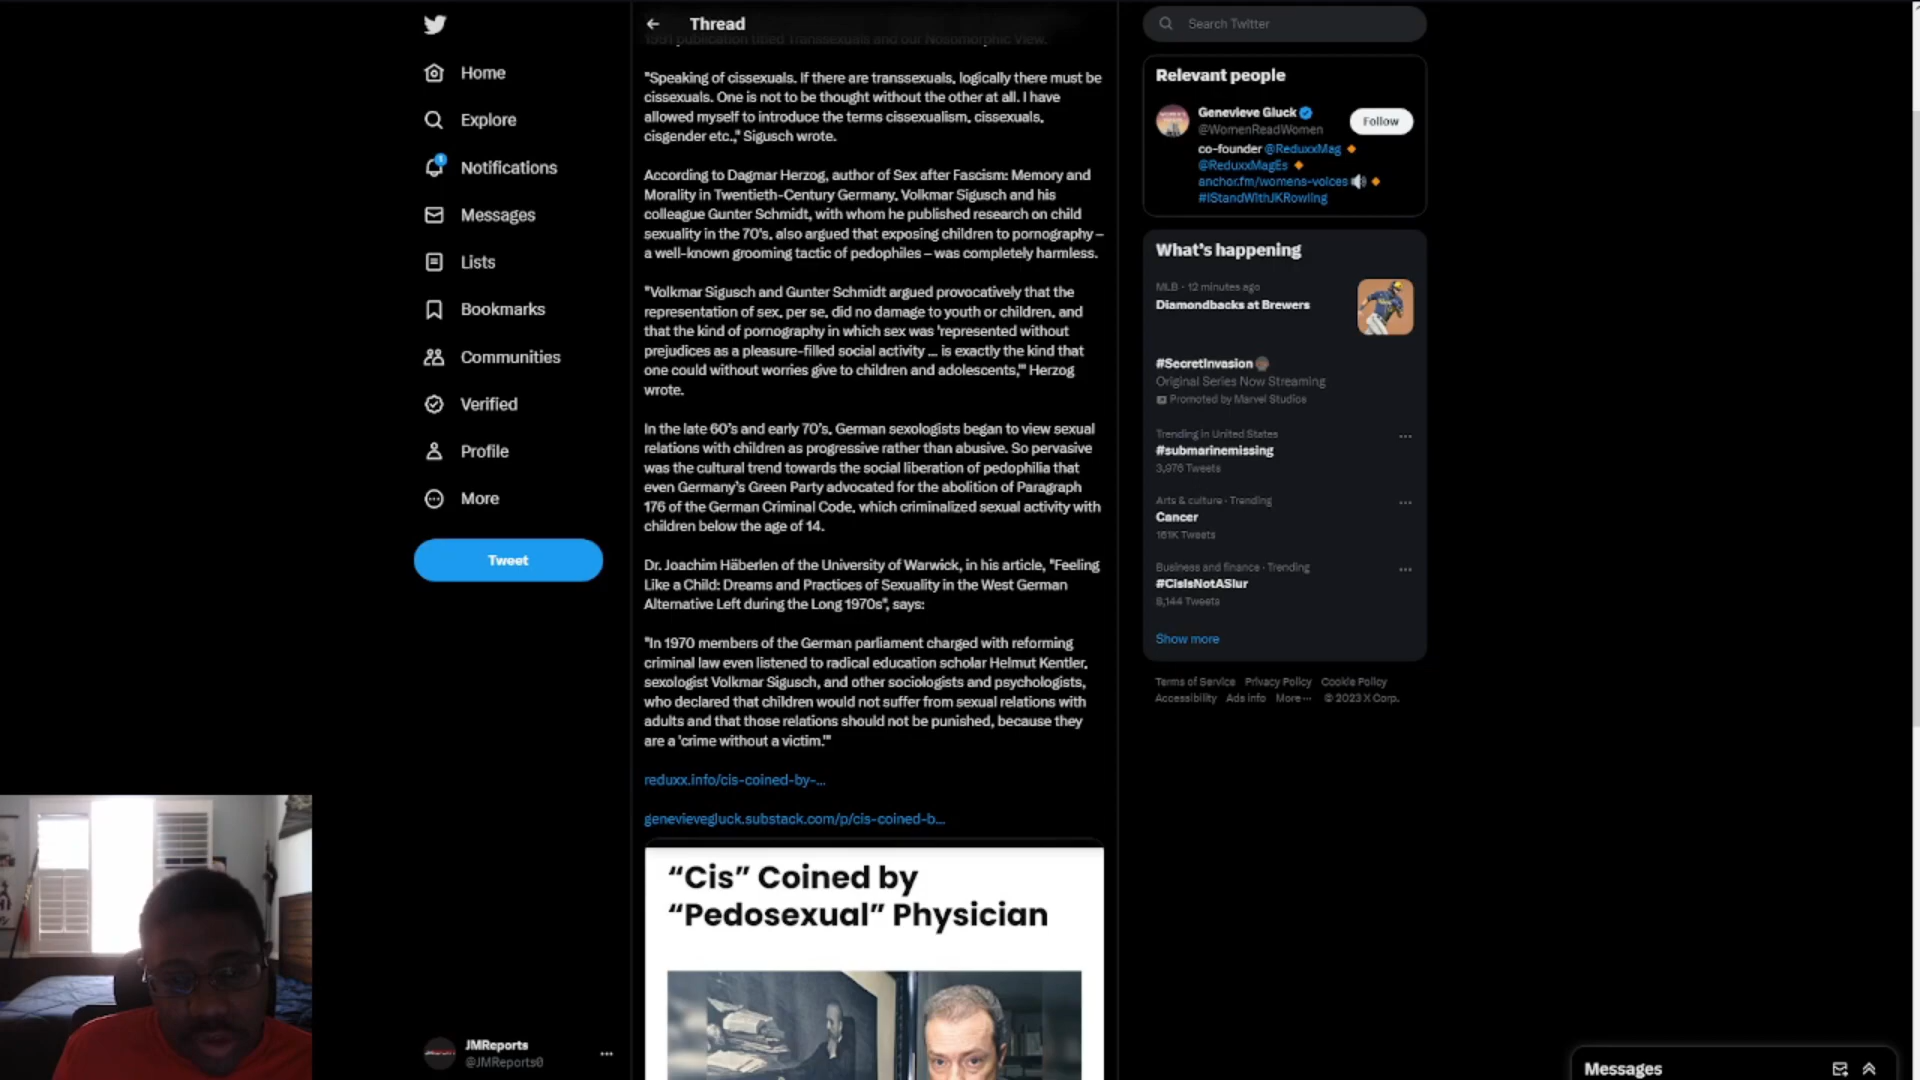 Home
Explore
Notifications
Messages
Lists
Bookmarks
Communities
Verified
Profile
More
Tweet
JMReports
@JMReports0
Thread
1991 publication titled Transsexuals and our Nosomorphic View.
"Speaking of cissexuals. If there are transsexuals, logically there must be
cissexuals. One is not to be thought without the other at all. I have
allowed myself to introduce the terms cissexualism, cissexuals,
cisgender etc.," Sigusch wrote.
According to Dagmar Herzog, author of Sex after Fascism: Memory and
Morality in Twentieth-Century Germany, Volkmar Sigusch and his
colleague Gunter Schmidt, with whom he published research on child
sexuality in the 70's, also argued that exposing children to pornography –
a well-known grooming tactic of pedophiles – was completely harmless.
"Volkmar Sigusch and Gunter Schmidt argued provocatively that the
representation of sex, per se, did no damage to youth or children, and
that the kind of pornography in which sex was 'represented without
prejudices as a pleasure-filled social activity ... is exactly the kind that
one could without worries give to children and adolescents,'" Herzog
wrote.
In the late 60's and early 70's, German sexologists began to view sexual
relations with children as progressive rather than abusive. So pervasive
was the cultural trend towards the social liberation of pedophilia that
even Germany's Green Party advocated for the abolition of Paragraph
176 of the German Criminal Code, which criminalized sexual activity with
children below the age of 14.
Dr. Joachim Häberlen of the University of Warwick, in his article, "Feeling
Like a Child: Dreams and Practices of Sexuality in the West German
Alternative Left during the Long 1970s", says:
"In 1970 members of the German parliament charged with reforming
criminal law even listened to radical education scholar Helmut Kentler,
sexologist Volkmar Sigusch, and other sociologists and psychologists,
who declared that children would not suffer from sexual relations with
adults and that those relations should not be punished, because they
are a 'crime without a victim.'"
reduxx.info/cis-coined-by-...
genevievegluck.substack.com/p/cis-coined-b...
“Cis” Coined by
“Pedosexual” Physician
Search Twitter
Relevant people
Genevieve Gluck
@WomenReadWomen
Follow
co-founder @ReduxxMag
@ReduxxMagEs
anchor.fm/womens-voices
#IStandWithJKRowling
What's happening
MLB · 12 minutes ago
Diamondbacks at Brewers
#SecretInvasion
Original Series Now Streaming
Promoted by Marvel Studios
Trending in United States
#submarinemissing
3,976 Tweets
Arts & culture · Trending
Cancer
161K Tweets
Business and finance · Trending
#CisIsNotASlur
8,144 Tweets
Show more
Terms of Service Privacy Policy Cookie Policy
Accessibility Ads info More ··· © 2023 X Corp.
Messages